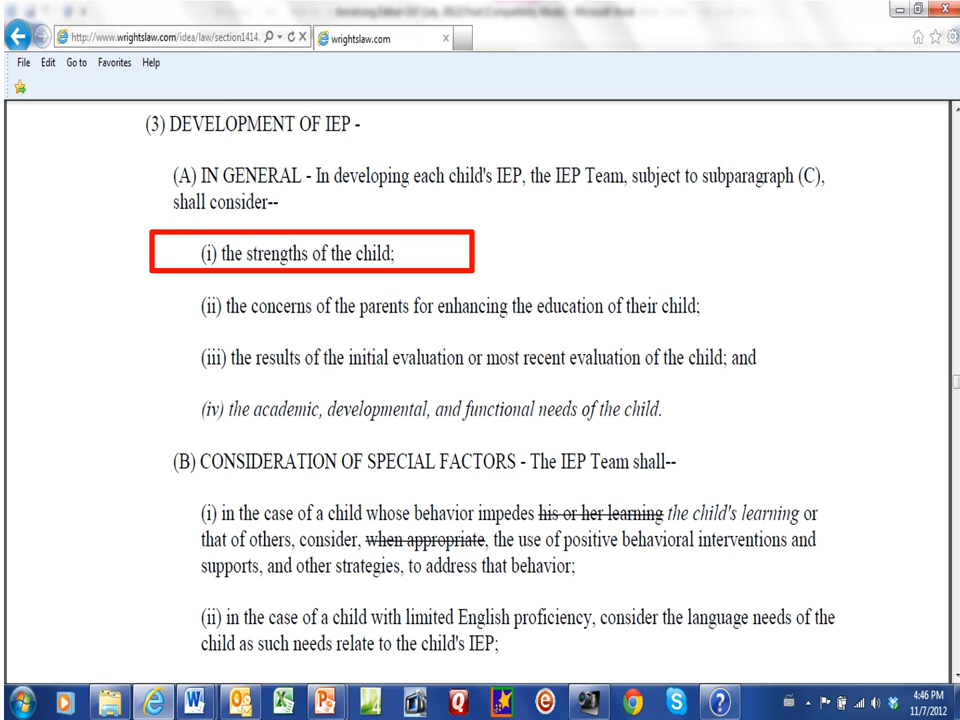 http://www.wrightslaw.com/idea/law/section1414.
wrightslaw.com
File Edit Go to Favorites Help
(3) DEVELOPMENT OF IEP -
(A) IN GENERAL - In developing each child's IEP, the IEP Team, subject to subparagraph (C),
shall consider--
(i) the strengths of the child;
(ii) the concerns of the parents for enhancing the education of their child;
(iii) the results of the initial evaluation or most recent evaluation of the child; and
(iv) the academic, developmental, and functional needs of the child.
(B) CONSIDERATION OF SPECIAL FACTORS - The IEP Team shall--
(i) in the case of a child whose behavior impedes his or her learning the child's learning or
that of others, consider, when appropriate, the use of positive behavioral interventions and
supports, and other strategies, to address that behavior;
(ii) in the case of a child with limited English proficiency, consider the language needs of the
child as such needs relate to the child's IEP;
4:46 PM
11/7/2012